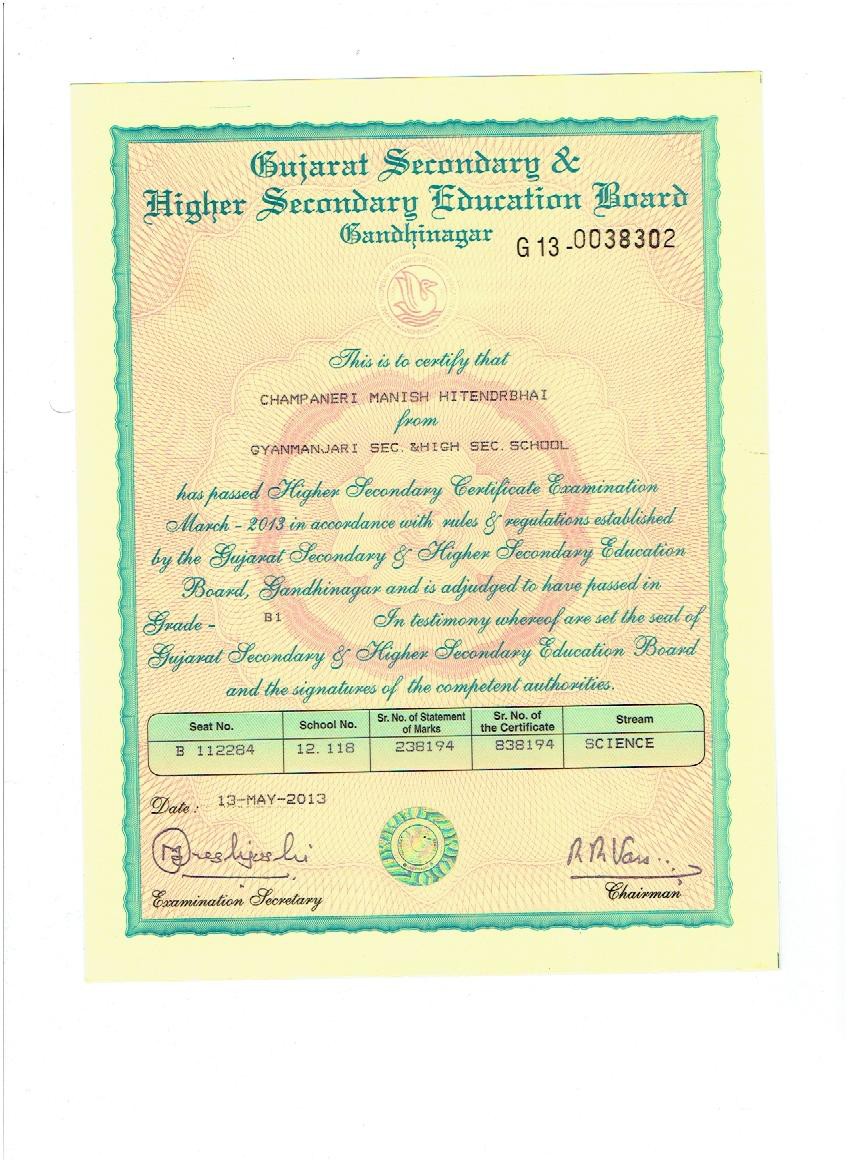 Gujarat Secondary &
Higher Secondary Education Board
Gandhinagar
G 13 - 0038302
This is to certify that
CHAMPANERI MANISH HITENDRBHAI
from
GYANMANJARI SEC. &HIGH SEC. SCHOOL
has passed Higher Secondary Certificate Examination
March - 2013 in accordance with rules & regulations established
by the Gujarat Secondary & Higher Secondary Education
Board, Gandhinagar and is adjudged to have passed in
Grade - B1 In testimony whereof are set the seal of
Gujarat Secondary & Higher Secondary Education Board
and the signatures of the competent authorities.
Seat No. School No. Sr. No. of Statement of Marks Sr. No. of the Certificate Stream
B 112284 12. 118 238194 838194 SCIENCE
Date : 13-MAY-2013
Examination Secretary Chairman